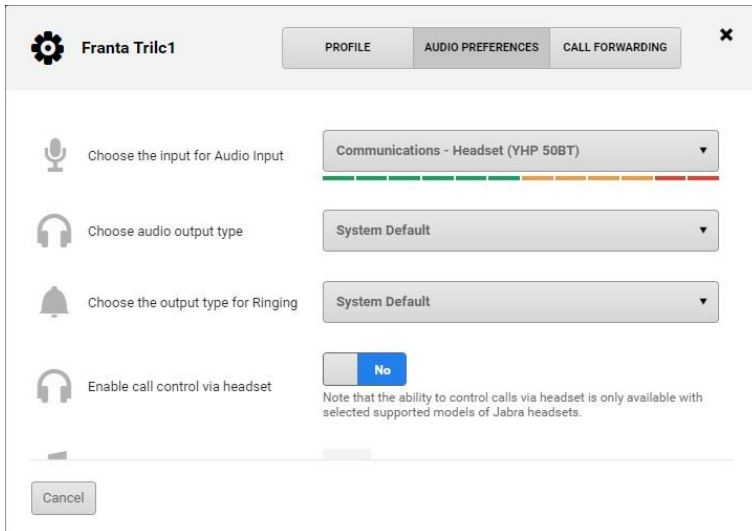 Franta Trilc1
PROFILE
AUDIO PREFERENCES
CALL FORWARDING
Choose the input for Audio Input
Communications - Headset (YHP 50BT)
Choose audio output type
System Default
Choose the output type for Ringing
System Default
Enable call control via headset
No
Note that the ability to control calls via headset is only available with
selected supported models of Jabra headsets.
Cancel